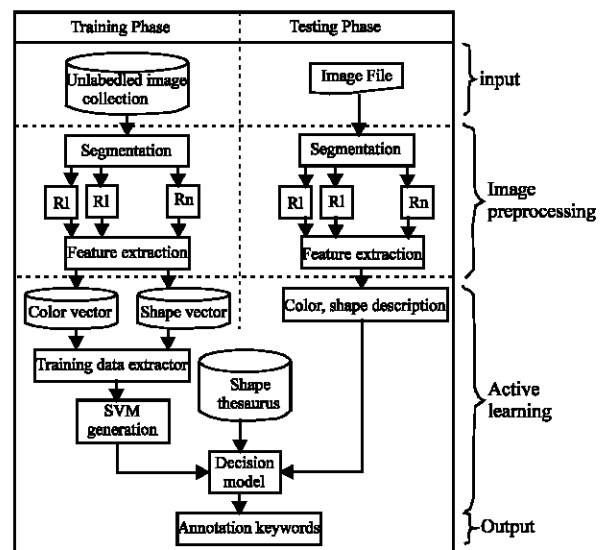 Training Phase
Testing Phase
Unlabedled image
collection
Image File
input
Segmentation
Segmentation
R1
R1
Rn
R1
R1
Rn
Image
preprocessing
Feature extraction
Feature extraction
Color vector
Shape vector
Color, shape description
Training data extractor
Shape
thesaurus
Active
learning
SVM
generation
Decision
model
Annotation keywords
Output